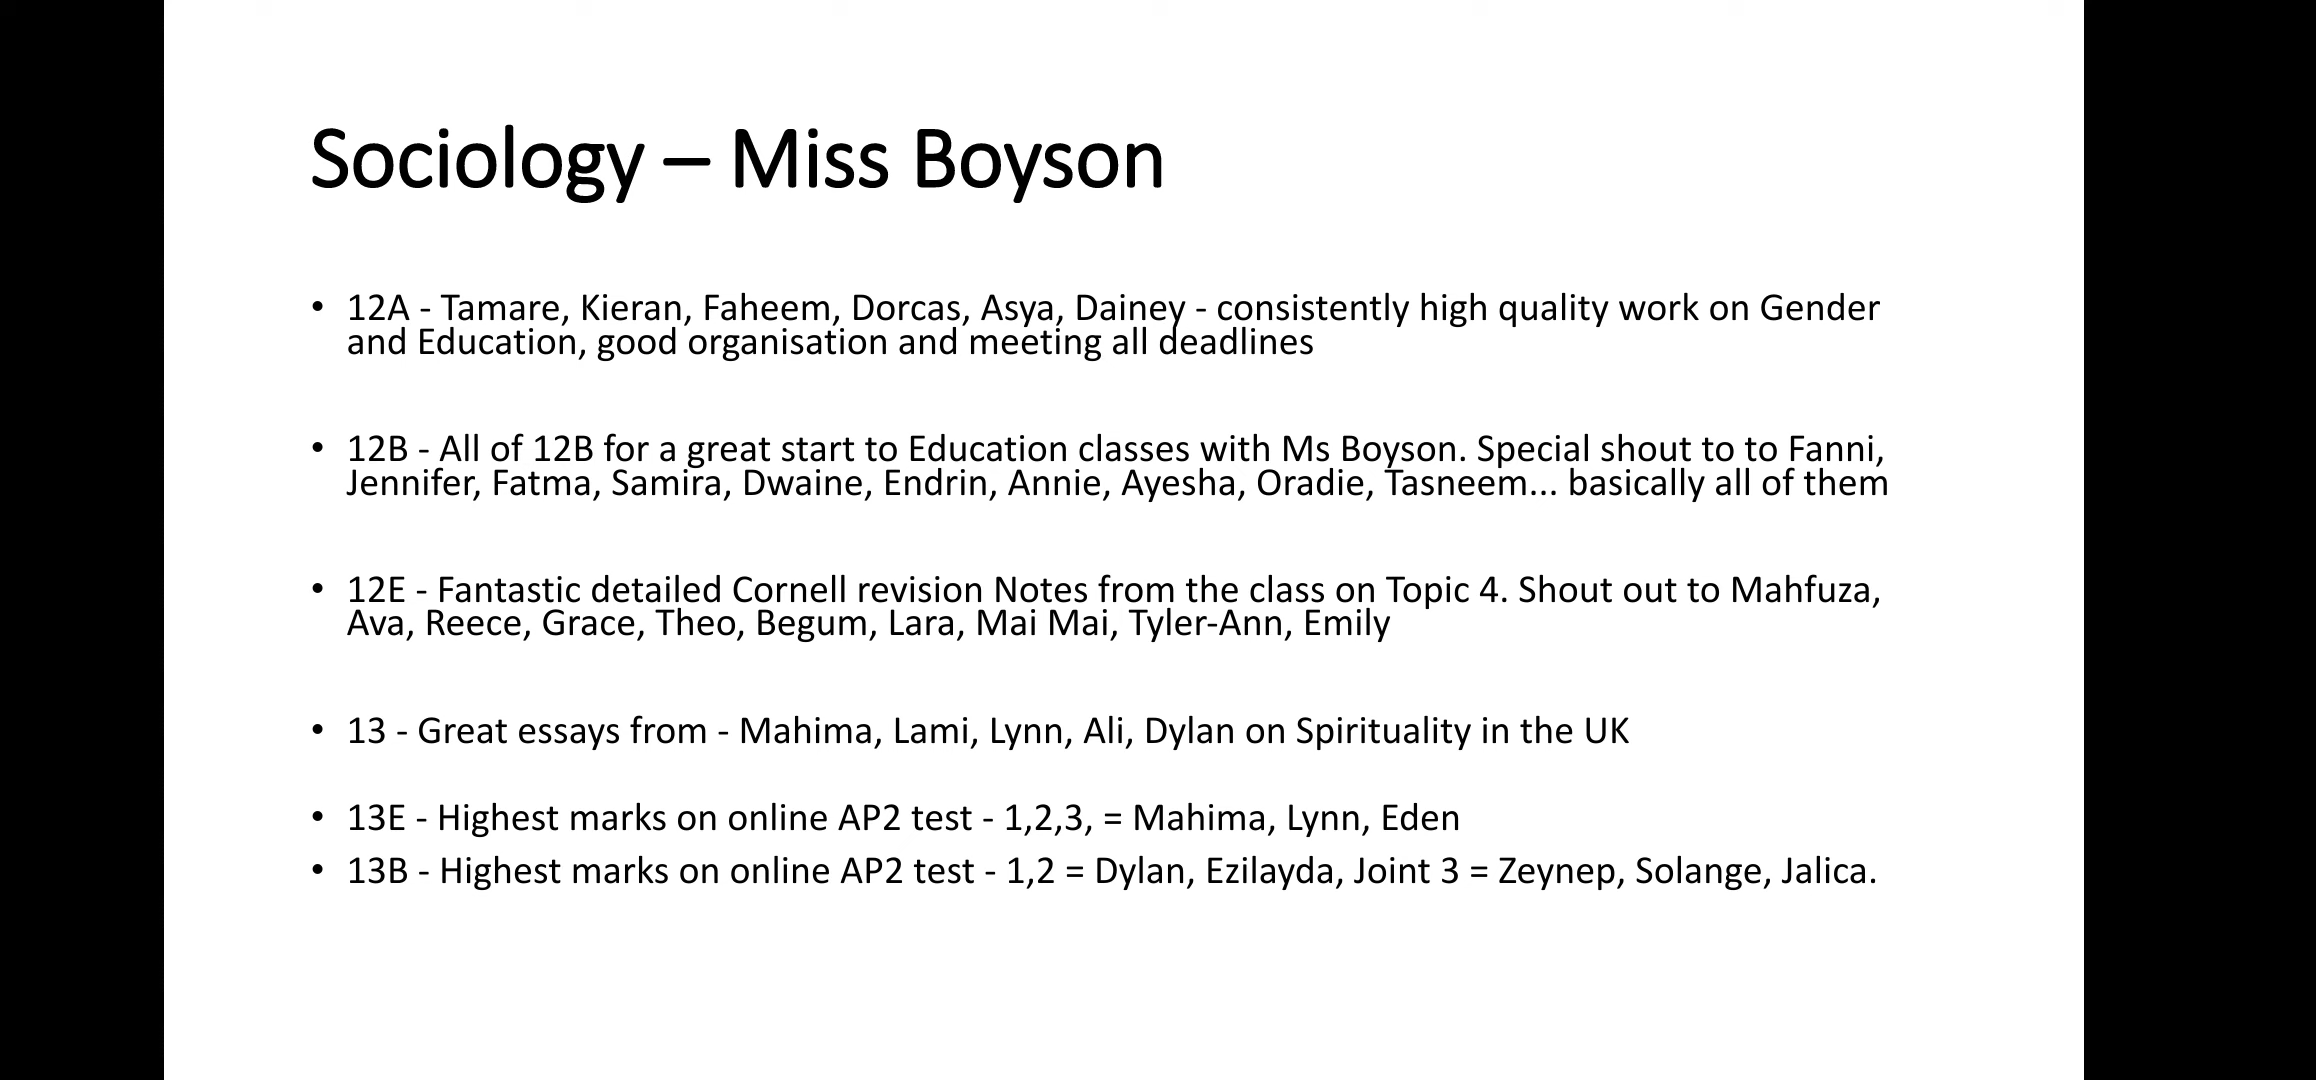 Sociology – Miss Boyson
• 12A - Tamare, Kieran, Faheem, Dorcas, Asya, Dainey - consistently high quality work on Gender
and Education, good organisation and meeting all deadlines
• 12B - All of 12B for a great start to Education classes with Ms Boyson. Special shout to to Fanni,
Jennifer, Fatma, Samira, Dwaine, Endrin, Annie, Ayesha, Oradie, Tasneem... basically all of them
• 12E - Fantastic detailed Cornell revision Notes from the class on Topic 4. Shout out to Mahfuza,
Ava, Reece, Grace, Theo, Begum, Lara, Mai Mai, Tyler-Ann, Emily
• 13 - Great essays from - Mahima, Lami, Lynn, Ali, Dylan on Spirituality in the UK
• 13E - Highest marks on online AP2 test - 1,2,3, = Mahima, Lynn, Eden
• 13B - Highest marks on online AP2 test - 1,2 = Dylan, Ezilayda, Joint 3 = Zeynep, Solange, Jalica.